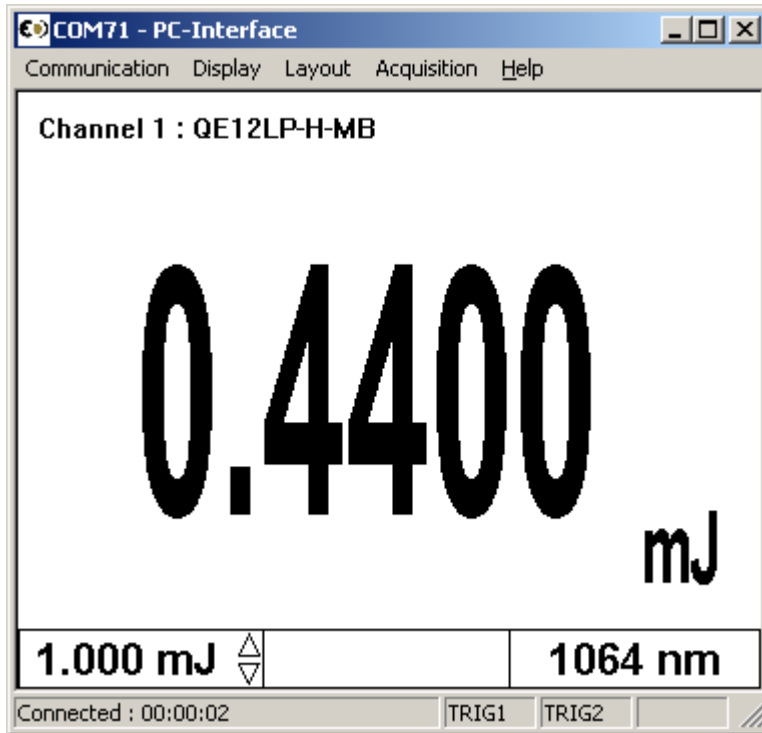 COM71 - PC-Interface
Communication Display Layout Acquisition Help
Channel 1 : QE12LP-H-MB
0.4400
mJ
1.000 mJ 1064 nm
Connected : 00:00:02 TRIG1 TRIG2